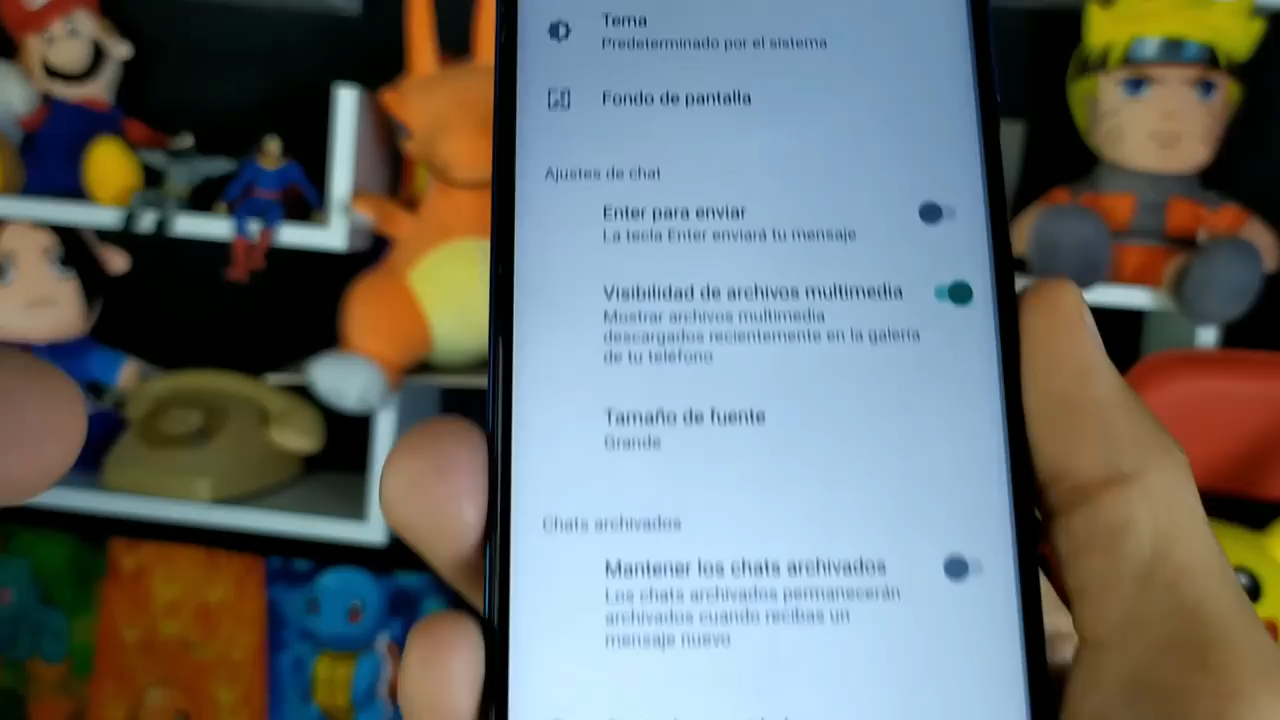 Tema
Predeterminado por el sistema
Fondo de pantalla
Ajustes de chat
Enter para enviar
La tecla Enter enviará tu mensaje
Visibilidad de archivos multimedia
Mostrar archivos multimedia
descargados recientemente en la galería
de tu teléfono
Tamaño de fuente
Grande
Chats archivados
Mantener los chats archivados
Los chats archivados permanecerán
archivados cuando recibas un
mensaje nuevo